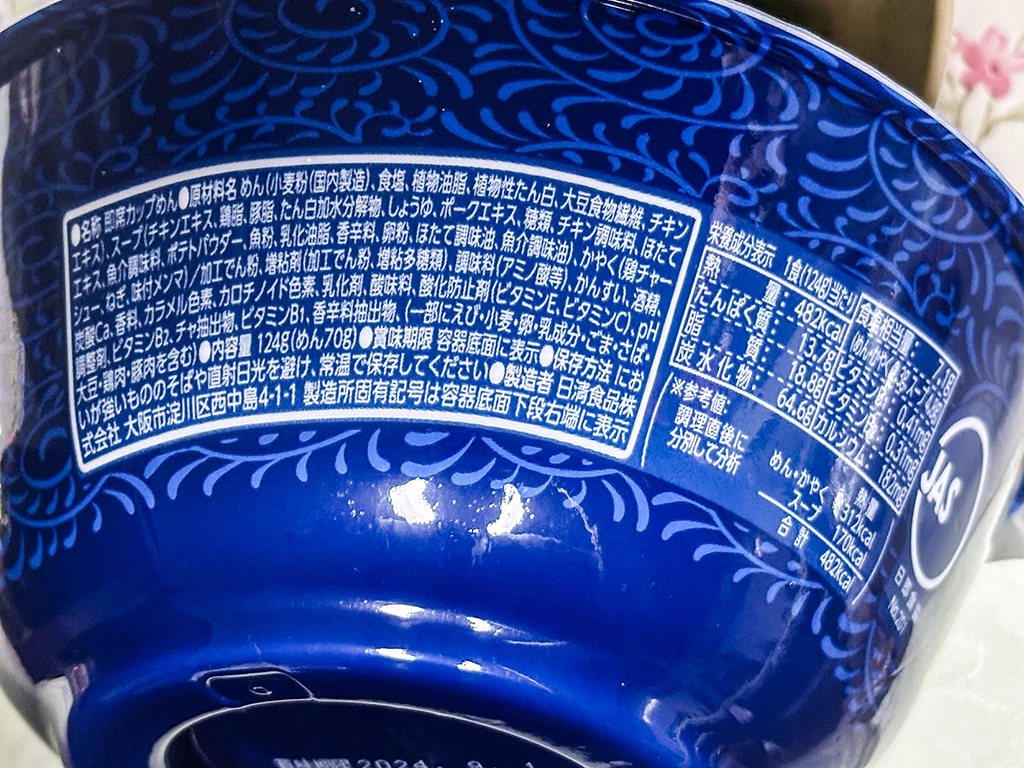 ●名称 即席カップめん●原材料名 めん(小麦粉(国内製造)、食塩、植物油脂、植物性たん白、大豆食物繊維、チキン
エキス)、スープ(チキンエキス、鶏脂、豚脂、たん白加水分解物、しょうゆ、ポークエキス、糖類、チキン調味料、ほたて
エキス、魚介調味料、ポテトパウダー、魚粉、乳化油脂、香辛料、卵粉、ほたて調味油、魚介調味油)、かやく(鶏チャー
シュー、ねぎ、味付メンマ)/加工でん粉、増粘剤(加工でん粉、増粘多糖類)、調味料(アミノ酸等)、かんすい、酒精、
炭酸Ca、香料、カラメル色素、カロチノイド色素、乳化剤、酸味料、酸化防止剤(ビタミンE、ビタミンC)、pH
調整剤、ビタミンB2、チャ抽出物、ビタミンB1、香辛料抽出物、(一部にえび・小麦・卵・乳成分・ごま・さば・
大豆・鶏肉・豚肉を含む)●内容量 124g(めん70g)●賞味期限 容器底面に表示●保存方法 にお
いが強いもののそばや直射日光を避け、常温で保存してください●製造者 日清食品株
式会社 大阪市淀川区西中島4-1-1 製造所固有記号は容器底面下段右端に表示
栄養成分表示 1食(124g)当たり
熱量:482kcal
たんぱく質:13.7g
脂質:18.8g
炭水化物:64.6g
食塩相当量:7.1g
ビタミンB1:0.41mg
ビタミンB2:0.31mg
カルシウム:182mg
※参考値:
調理直後に
分別して分析
熱量
めん・かやく 312kcal
スープ 170kcal
合計 482kcal
JAS
2024. 9. 1